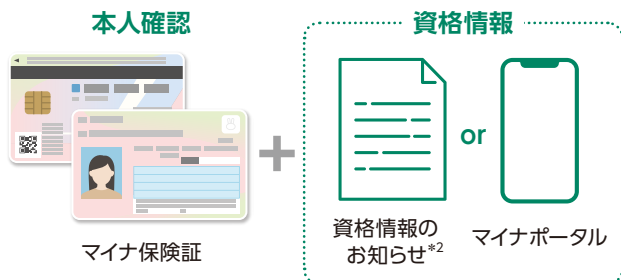 本人確認
資格情報
+
or
マイナ保険証
資格情報の
お知らせ*2
マイナポータル